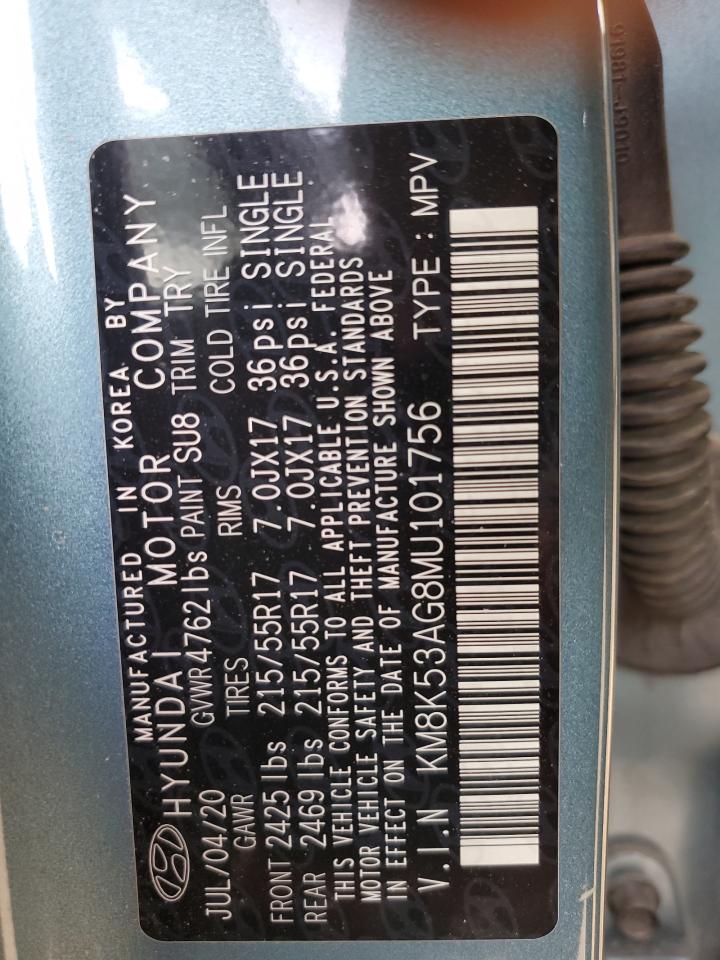 MANUFACTURED IN KOREA BY
HYUNDAI MOTOR COMPANY
JUL/04/20 GVWR 4762 lbs PAINT SU8 TRIM TRY
GAWR TIRES RIMS COLD TIRE INFL
FRONT 2425 lbs 215/55R17 7.0JX17 36psi SINGLE
REAR 2469 lbs 215/55R17 7.0JX17 36psi SINGLE
THIS VEHICLE CONFORMS TO ALL APPLICABLE U.S.A. FEDERAL
MOTOR VEHICLE SAFETY AND THEFT PREVENTION STANDARDS
IN EFFECT ON THE DATE OF MANUFACTURE SHOWN ABOVE
V.I.N KM8K53AG8MU101756 TYPE : MPV
91981-J9010